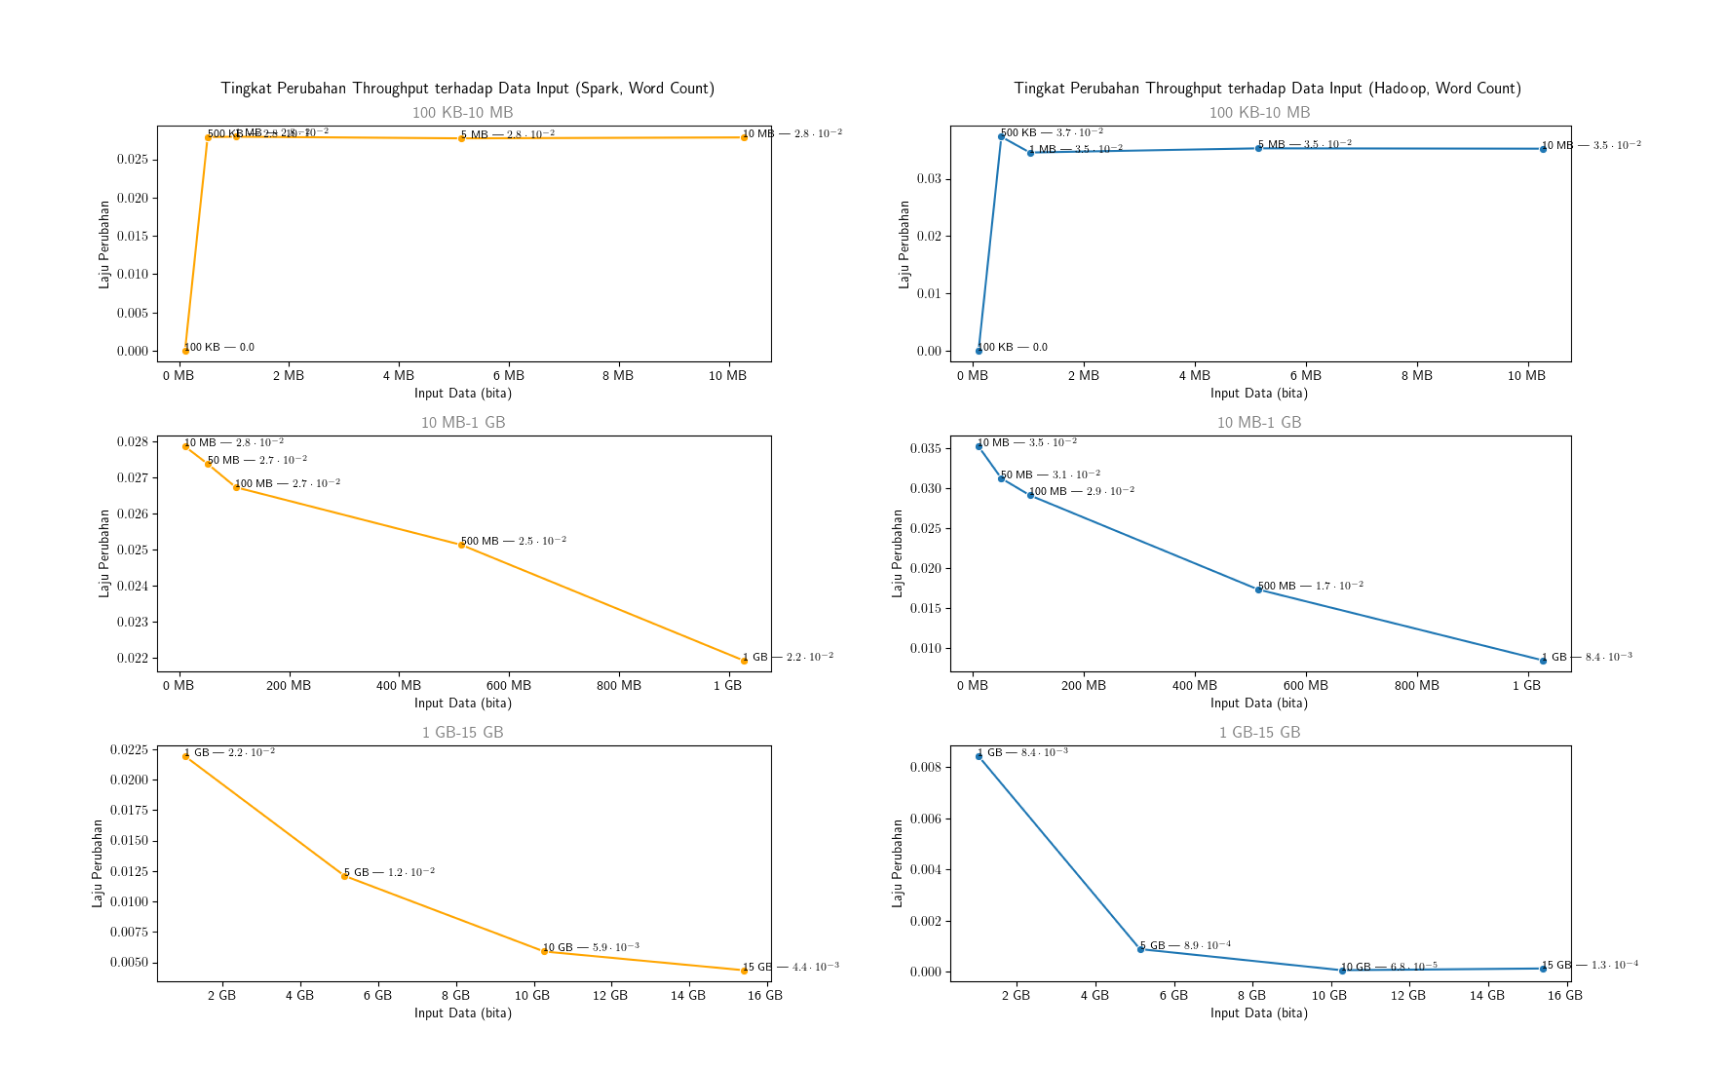 Tingkat Perubahan Throughput terhadap Data Input (Spark, Word Count)
100 KB-10 MB
Laju Perubahan
0.025
0.020
0.015
0.010
0.005
0.000
500 KB — 2.8 · 10⁻²
1 MB — 2.8 · 10⁻²
5 MB — 2.8 · 10⁻²
10 MB — 2.8 · 10⁻²
100 KB — 0.0
0 MB 2 MB 4 MB 6 MB 8 MB 10 MB
Input Data (bita)
10 MB-1 GB
Laju Perubahan
0.028
0.027
0.026
0.025
0.024
0.023
0.022
10 MB — 2.8 · 10⁻²
50 MB — 2.7 · 10⁻²
100 MB — 2.7 · 10⁻²
500 MB — 2.5 · 10⁻²
1 GB — 2.2 · 10⁻²
0 MB 200 MB 400 MB 600 MB 800 MB 1 GB
Input Data (bita)
1 GB-15 GB
Laju Perubahan
0.0225
0.0200
0.0175
0.0150
0.0125
0.0100
0.0075
0.0050
1 GB — 2.2 · 10⁻²
5 GB — 1.2 · 10⁻²
10 GB — 5.9 · 10⁻³
15 GB — 4.4 · 10⁻³
2 GB 4 GB 6 GB 8 GB 10 GB 12 GB 14 GB 16 GB
Input Data (bita)
Tingkat Perubahan Throughput terhadap Data Input (Hadoop, Word Count)
100 KB-10 MB
Laju Perubahan
0.03
0.02
0.01
0.00
500 KB — 3.7 · 10⁻²
1 MB — 3.5 · 10⁻²
5 MB — 3.5 · 10⁻²
10 MB — 3.5 · 10⁻²
100 KB — 0.0
0 MB 2 MB 4 MB 6 MB 8 MB 10 MB
Input Data (bita)
10 MB-1 GB
Laju Perubahan
0.035
0.030
0.025
0.020
0.015
0.010
10 MB — 3.5 · 10⁻²
50 MB — 3.1 · 10⁻²
100 MB — 2.9 · 10⁻²
500 MB — 1.7 · 10⁻²
1 GB — 8.4 · 10⁻³
0 MB 200 MB 400 MB 600 MB 800 MB 1 GB
Input Data (bita)
1 GB-15 GB
Laju Perubahan
0.008
0.006
0.004
0.002
0.000
1 GB — 8.4 · 10⁻³
5 GB — 8.9 · 10⁻⁴
10 GB — 6.8 · 10⁻⁵
15 GB — 1.3 · 10⁻⁴
2 GB 4 GB 6 GB 8 GB 10 GB 12 GB 14 GB 16 GB
Input Data (bita)